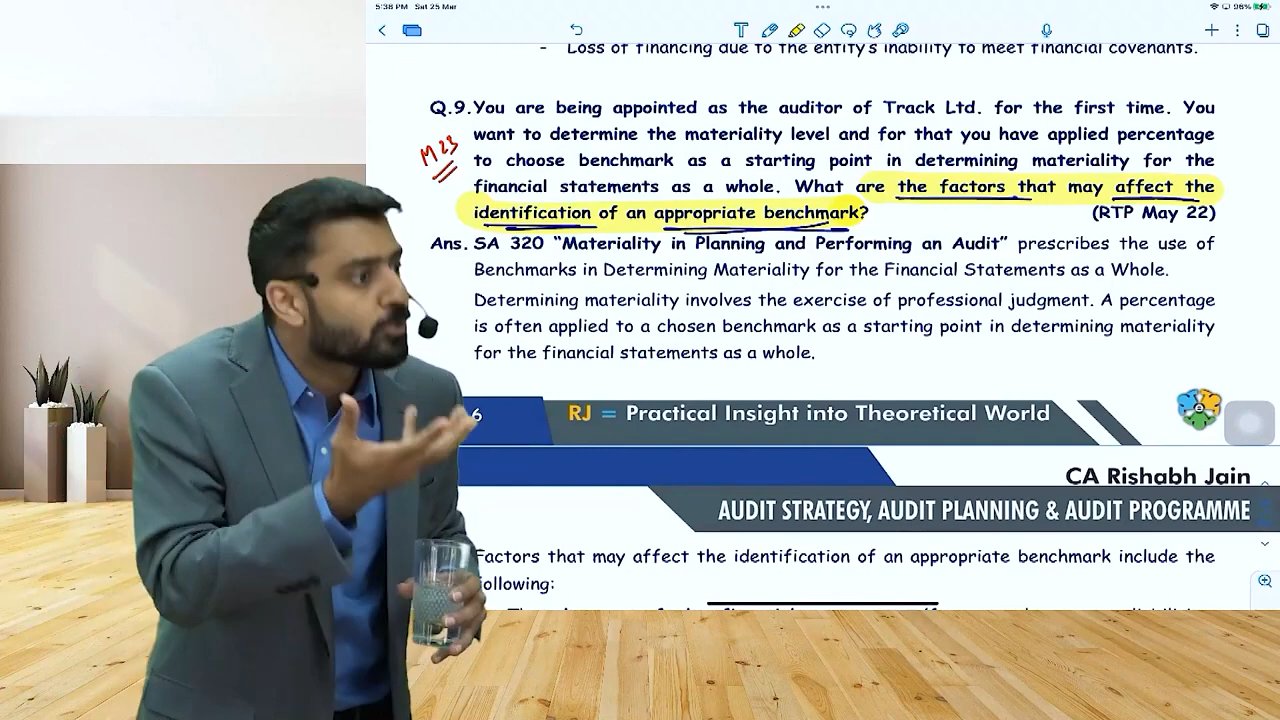 5:38 PM Sat 25 Mar
96%
- Loss of financing due to the entity's inability to meet financial covenants.
Q.9. You are being appointed as the auditor of Track Ltd. for the first time. You
want to determine the materiality level and for that you have applied percentage
M 23
to choose benchmark as a starting point in determining materiality for the
financial statements as a whole. What are the factors that may affect the
identification of an appropriate benchmark? (RTP May 22)
Ans. SA 320 "Materiality in Planning and Performing an Audit" prescribes the use of
Benchmarks in Determining Materiality for the Financial Statements as a Whole.
Determining materiality involves the exercise of professional judgment. A percentage
is often applied to a chosen benchmark as a starting point in determining materiality
for the financial statements as a whole.
6 RJ = Practical Insight into Theoretical World
CA Rishabh Jain
AUDIT STRATEGY, AUDIT PLANNING & AUDIT PROGRAMME
Factors that may affect the identification of an appropriate benchmark include the
following: